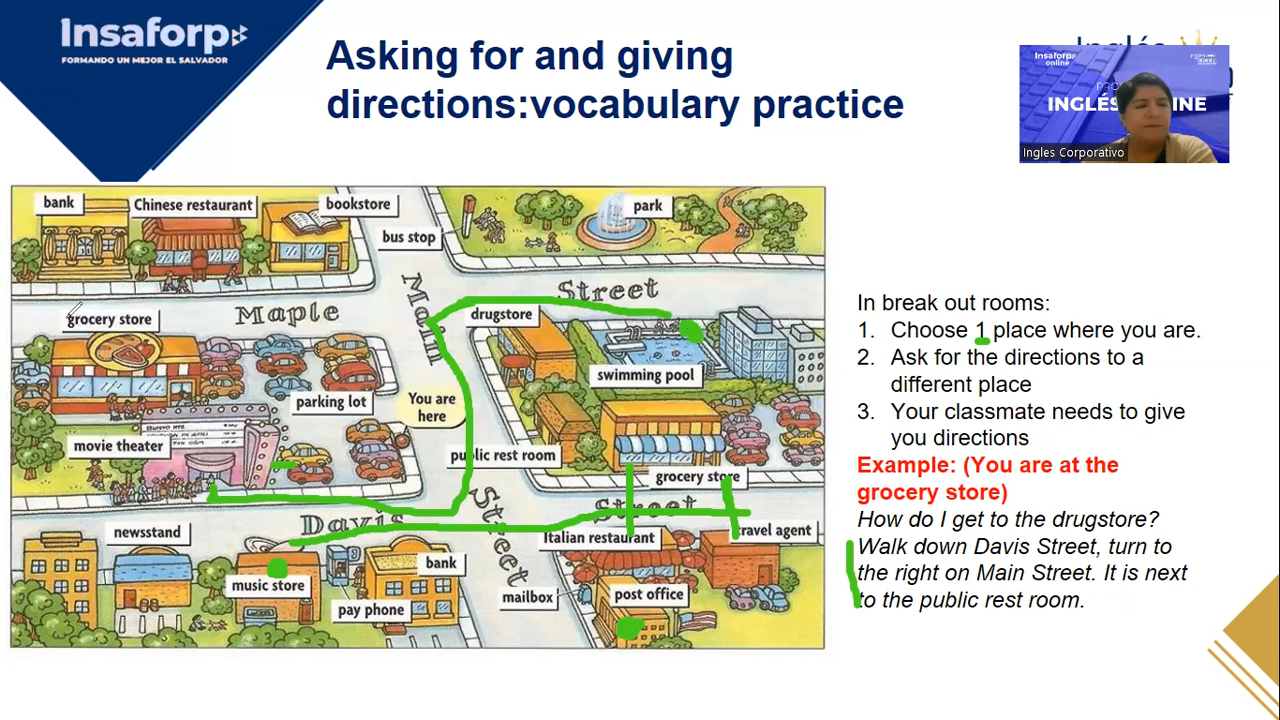 Insaforp
FORMANDO UN MEJOR EL SALVADOR
Asking for and giving
directions:vocabulary practice
Inglés
Insaforp
online
INGLÉS ONLINE
Ingles Corporativo
bank
Chinese restaurant
bookstore
bus stop
park
grocery store
Maple
Main
Street
drugstore
swimming pool
parking lot
You are
here
movie theater
public rest room
grocery store
Davis
Street
Street
newsstand
Italian restaurant
travel agent
music store
bank
pay phone
mailbox
post office
In break out rooms:
1. Choose 1 place where you are.
2. Ask for the directions to a
different place
3. Your classmate needs to give
you directions
Example: (You are at the
grocery store)
How do I get to the drugstore?
Walk down Davis Street, turn to
the right on Main Street. It is next
to the public rest room.